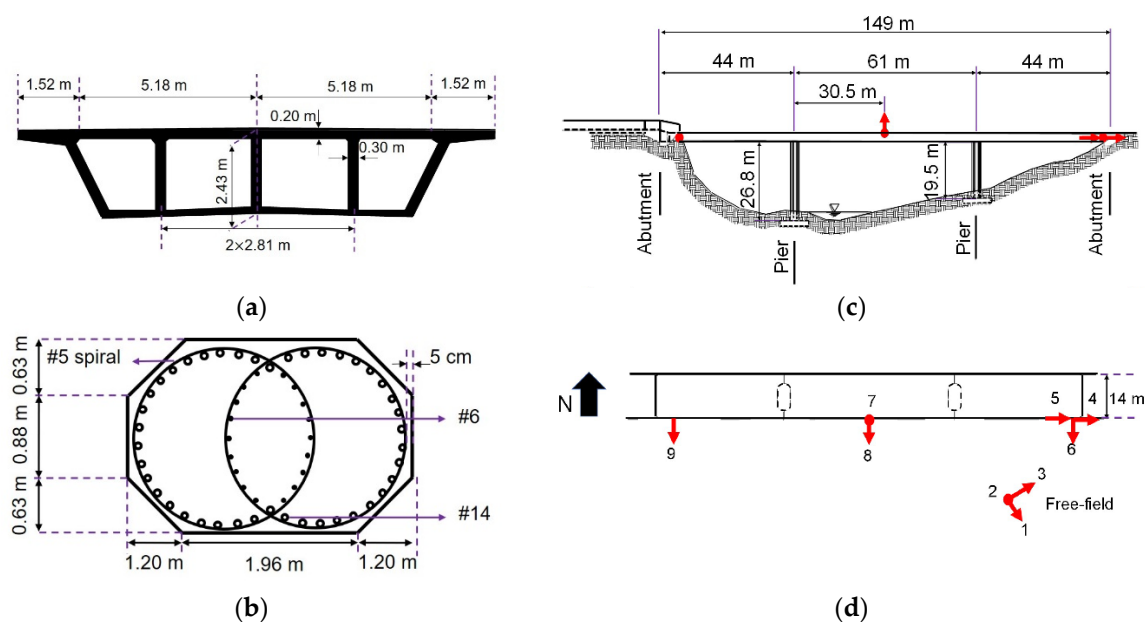 1.52 m
5.18 m
5.18 m
1.52 m
0.20 m
0.30 m
2.43 m
2×2.81 m
(a)
149 m
44 m
61 m
44 m
30.5 m
26.8 m
19.5 m
Abutment
Pier
Pier
Abutment
(c)
#5 spiral
5 cm
0.63 m
0.88 m
0.63 m
#6
#14
1.20 m
1.96 m
1.20 m
(b)
N
7
5
4
14 m
9
8
6
3
2
Free-field
1
(d)